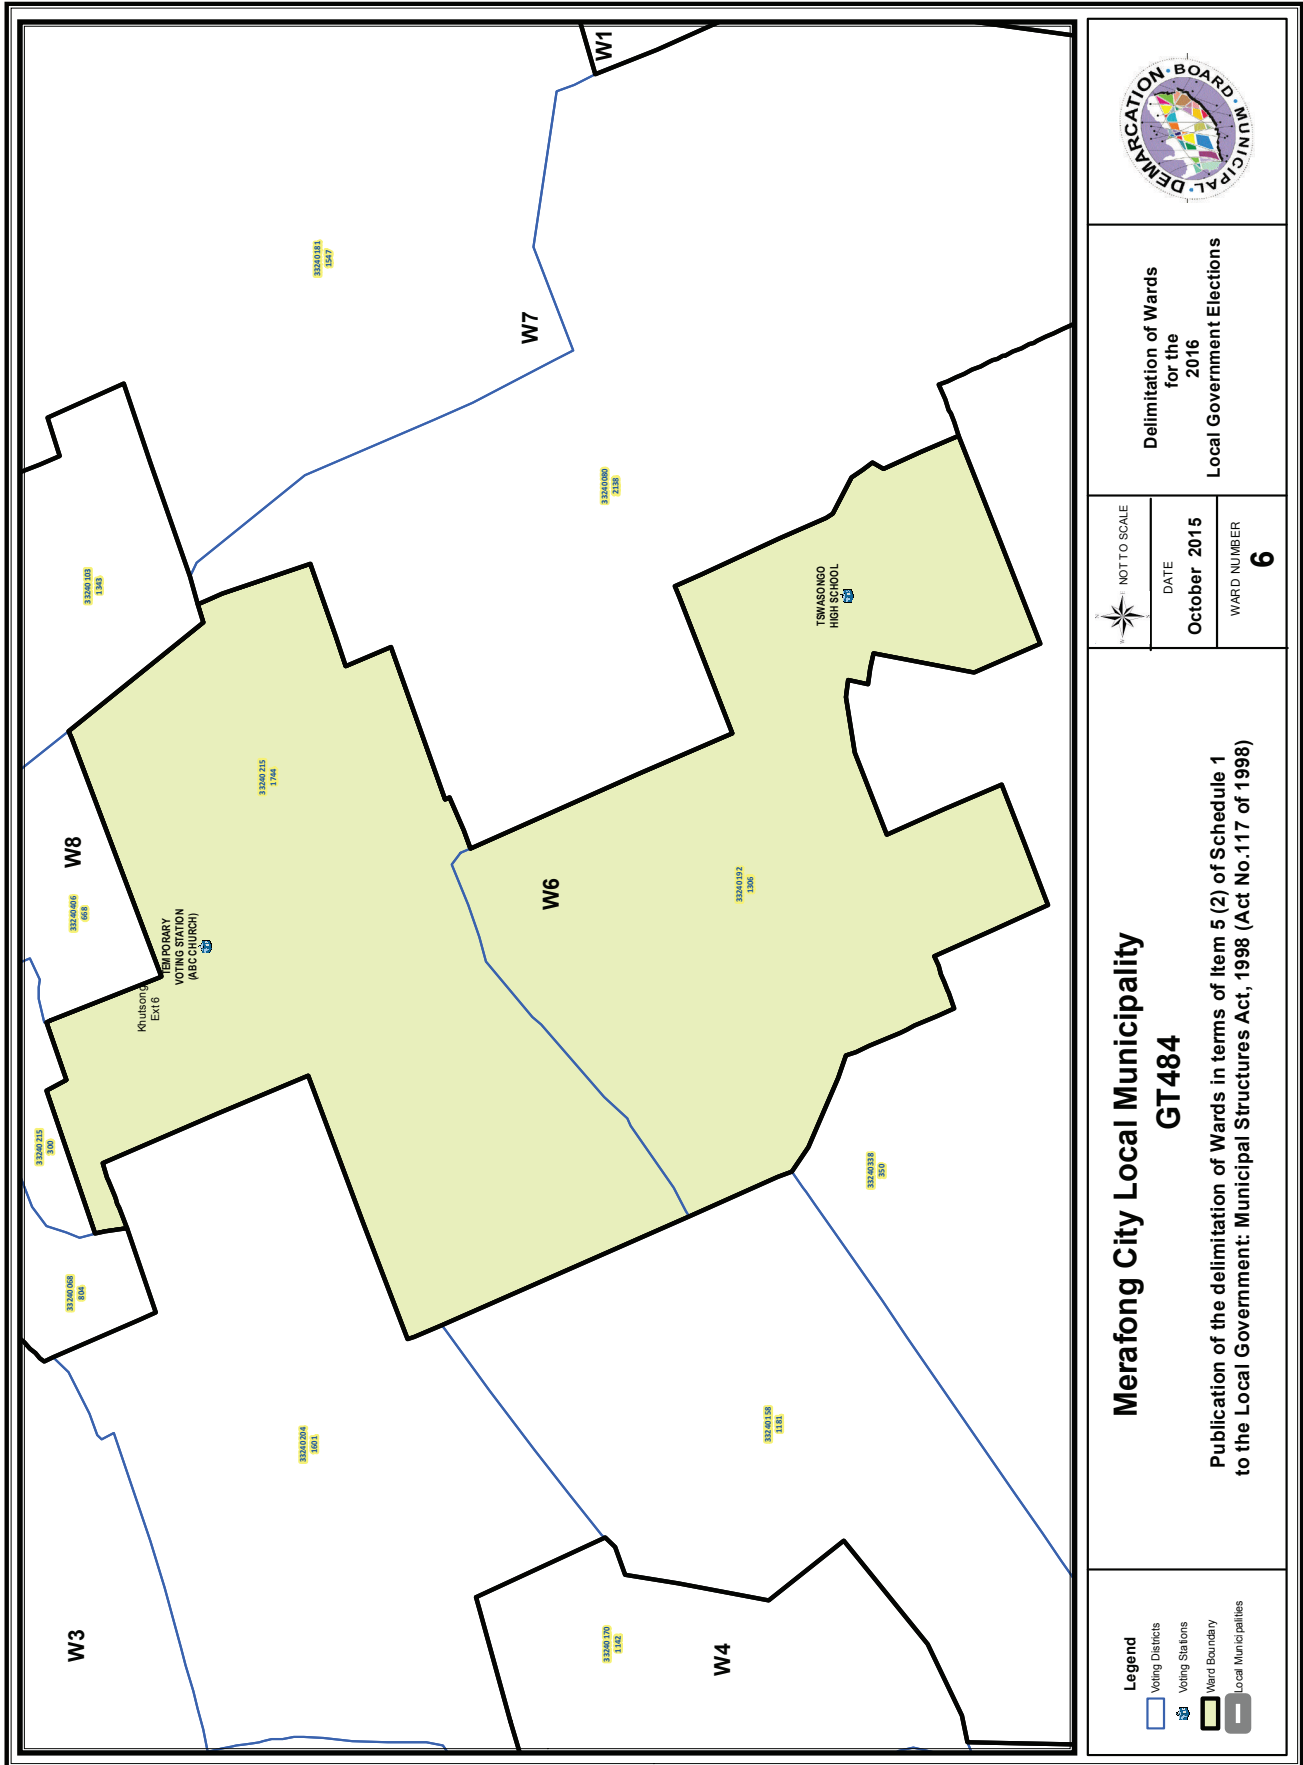 W1
33240181
1547
W7
33240103
1343
33240080
2138
TSWASONGO
HIGH SCHOOL
33240215
1744
W8
33240406
668
TEMPORARY
VOTING STATION
(ABC CHURCH)
Khutsong
Ext 6
W6
33240192
1306
33240215
300
33240068
804
33240338
350
33240204
1601
33240158
1181
W3
33240170
1142
W4
Legend
Voting Districts
Voting Stations
Ward Boundary
Local Municipalities
Merafong City Local Municipality
GT484
Publication of the delimitation of Wards in terms of Item 5 (2) of Schedule 1
to the Local Government: Municipal Structures Act, 1998 (Act No.117 of 1998)
N
E
S
W
NOT TO SCALE
DATE
October 2015
WARD NUMBER
6
Delimitation of Wards
for the
2016
Local Government Elections
MUNICIPAL DEMARCATION BOARD